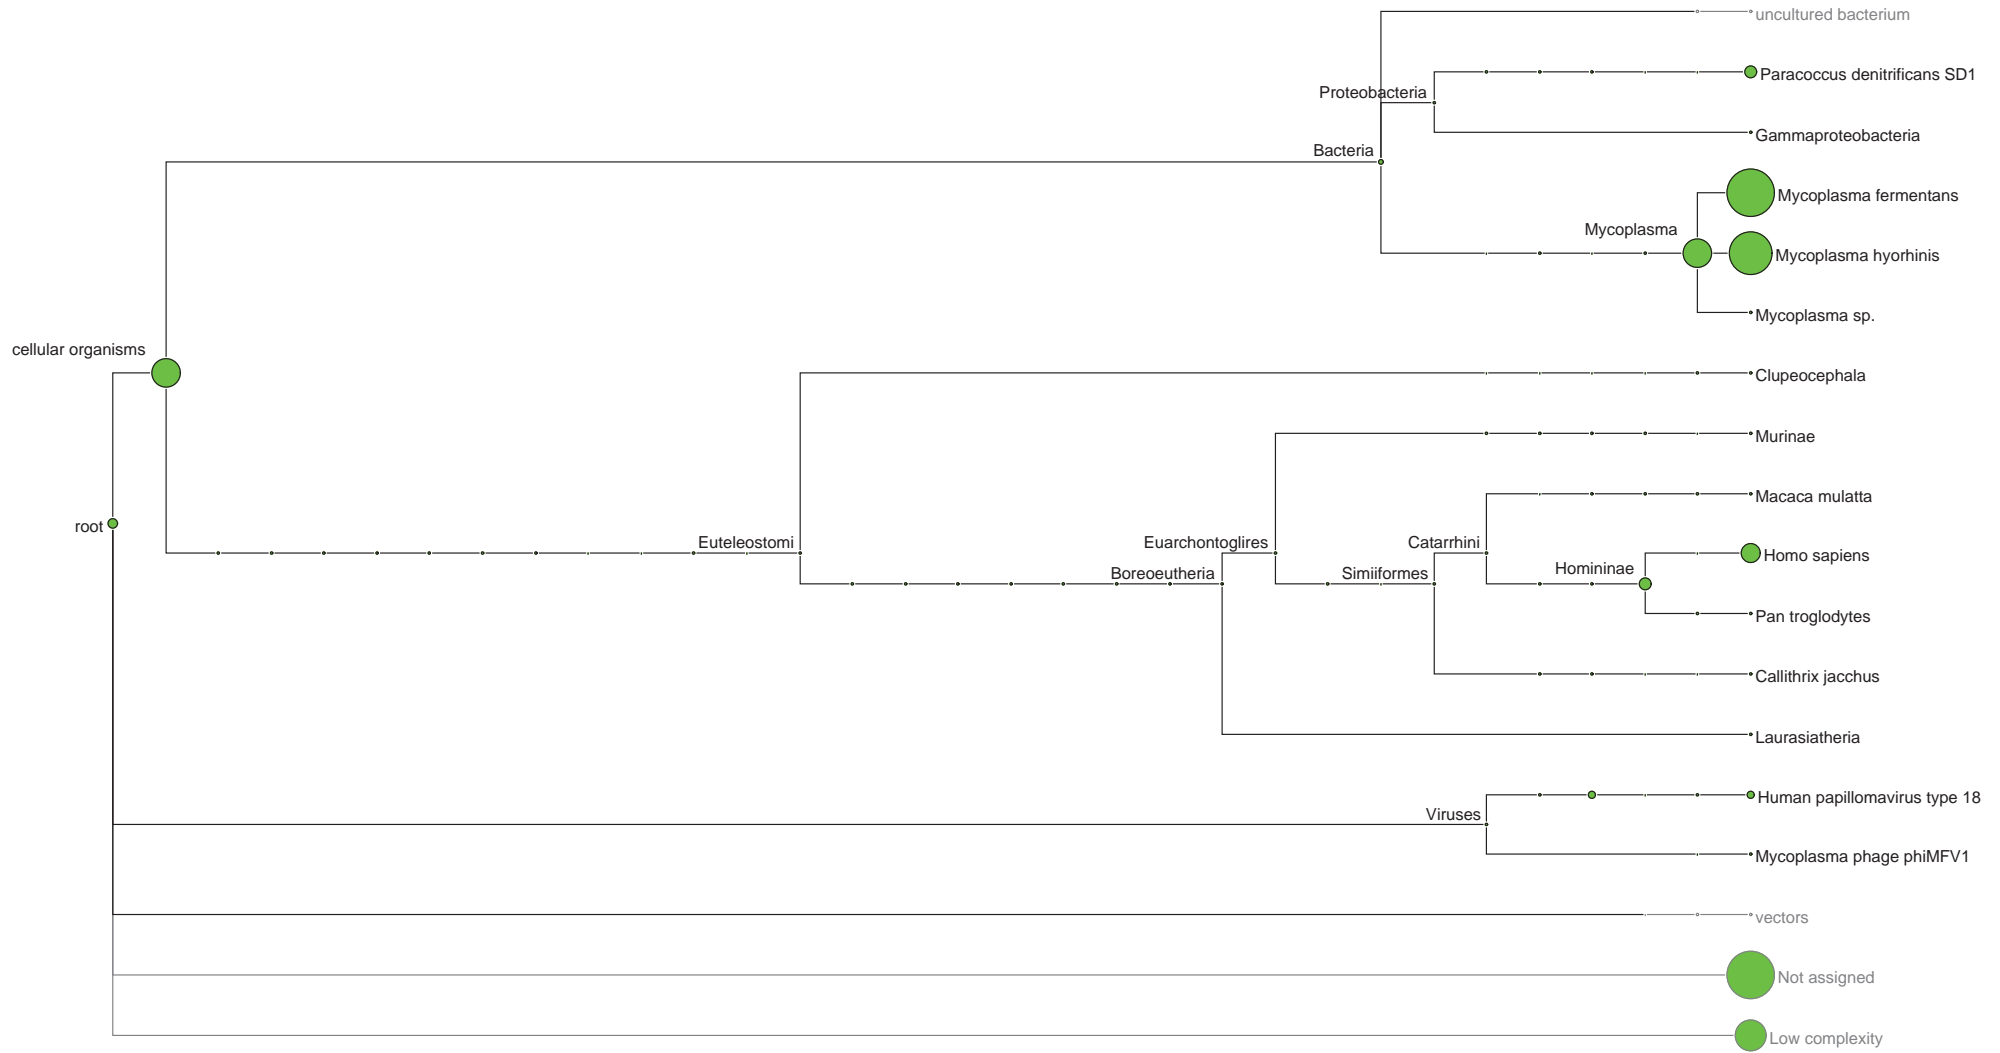 uncultured bacterium
Paracoccus denitrificans SD1
Proteobacteria
Gammaproteobacteria
Bacteria
Mycoplasma fermentans
Mycoplasma
Mycoplasma hyorhinis
Mycoplasma sp.
cellular organisms
Clupeocephala
Murinae
Macaca mulatta
root
Euteleostomi
Euarchontoglires
Catarrhini
Homo sapiens
Boreoeutheria
Simiiformes
Homininae
Pan troglodytes
Callithrix jacchus
Laurasiatheria
Human papillomavirus type 18
Viruses
Mycoplasma phage phiMFV1
vectors
Not assigned
Low complexity